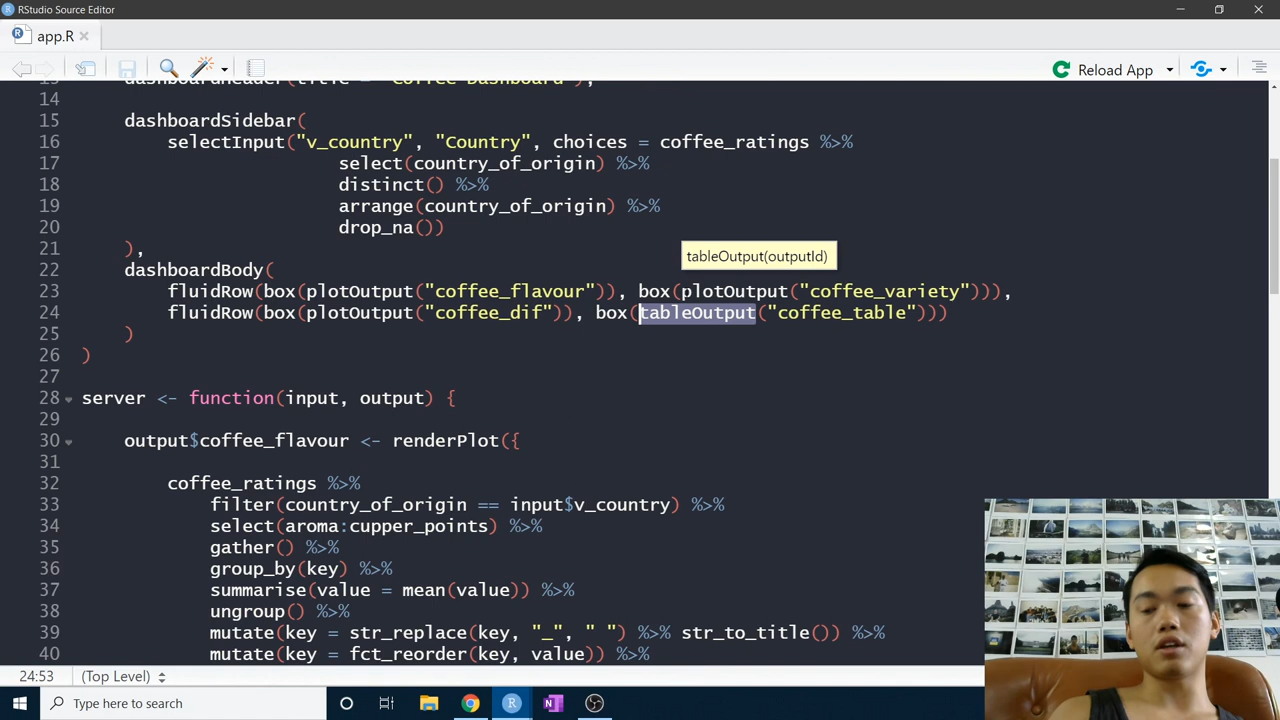 RStudio Source Editor
app.R
Reload App
13 dashboardHeader(title = "Coffee Dashboard"),
14
15 dashboardSidebar(
16 selectInput("v_country", "Country", choices = coffee_ratings %>%
17 select(country_of_origin) %>%
18 distinct() %>%
19 arrange(country_of_origin) %>%
20 drop_na())
21 ),
tableOutput(outputId)
22 dashboardBody(
23 fluidRow(box(plotOutput("coffee_flavour")), box(plotOutput("coffee_variety"))),
24 fluidRow(box(plotOutput("coffee_dif")), box(tableOutput("coffee_table")))
25 )
26 )
27
28 server <- function(input, output) {
29
30 output$coffee_flavour <- renderPlot({
31
32 coffee_ratings %>%
33 filter(country_of_origin == input$v_country) %>%
34 select(aroma:cupper_points) %>%
35 gather() %>%
36 group_by(key) %>%
37 summarise(value = mean(value)) %>%
38 ungroup() %>%
39 mutate(key = str_replace(key, "_", " ") %>% str_to_title()) %>%
40 mutate(key = fct_reorder(key, value)) %>%
24:53 (Top Level)
Type here to search